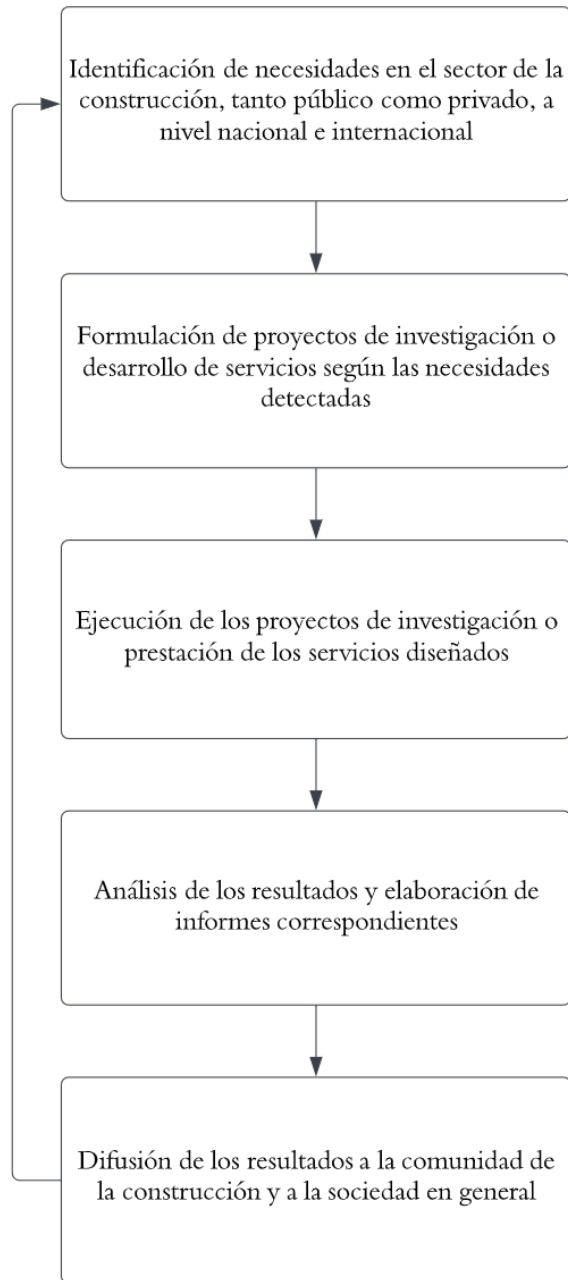 Identificación de necesidades en el sector de la
construcción, tanto público como privado, a
nivel nacional e internacional
Formulación de proyectos de investigación o
desarrollo de servicios según las necesidades
detectadas
Ejecución de los proyectos de investigación o
prestación de los servicios diseñados
Análisis de los resultados y elaboración de
informes correspondientes
Difusión de los resultados a la comunidad de
la construcción y a la sociedad en general